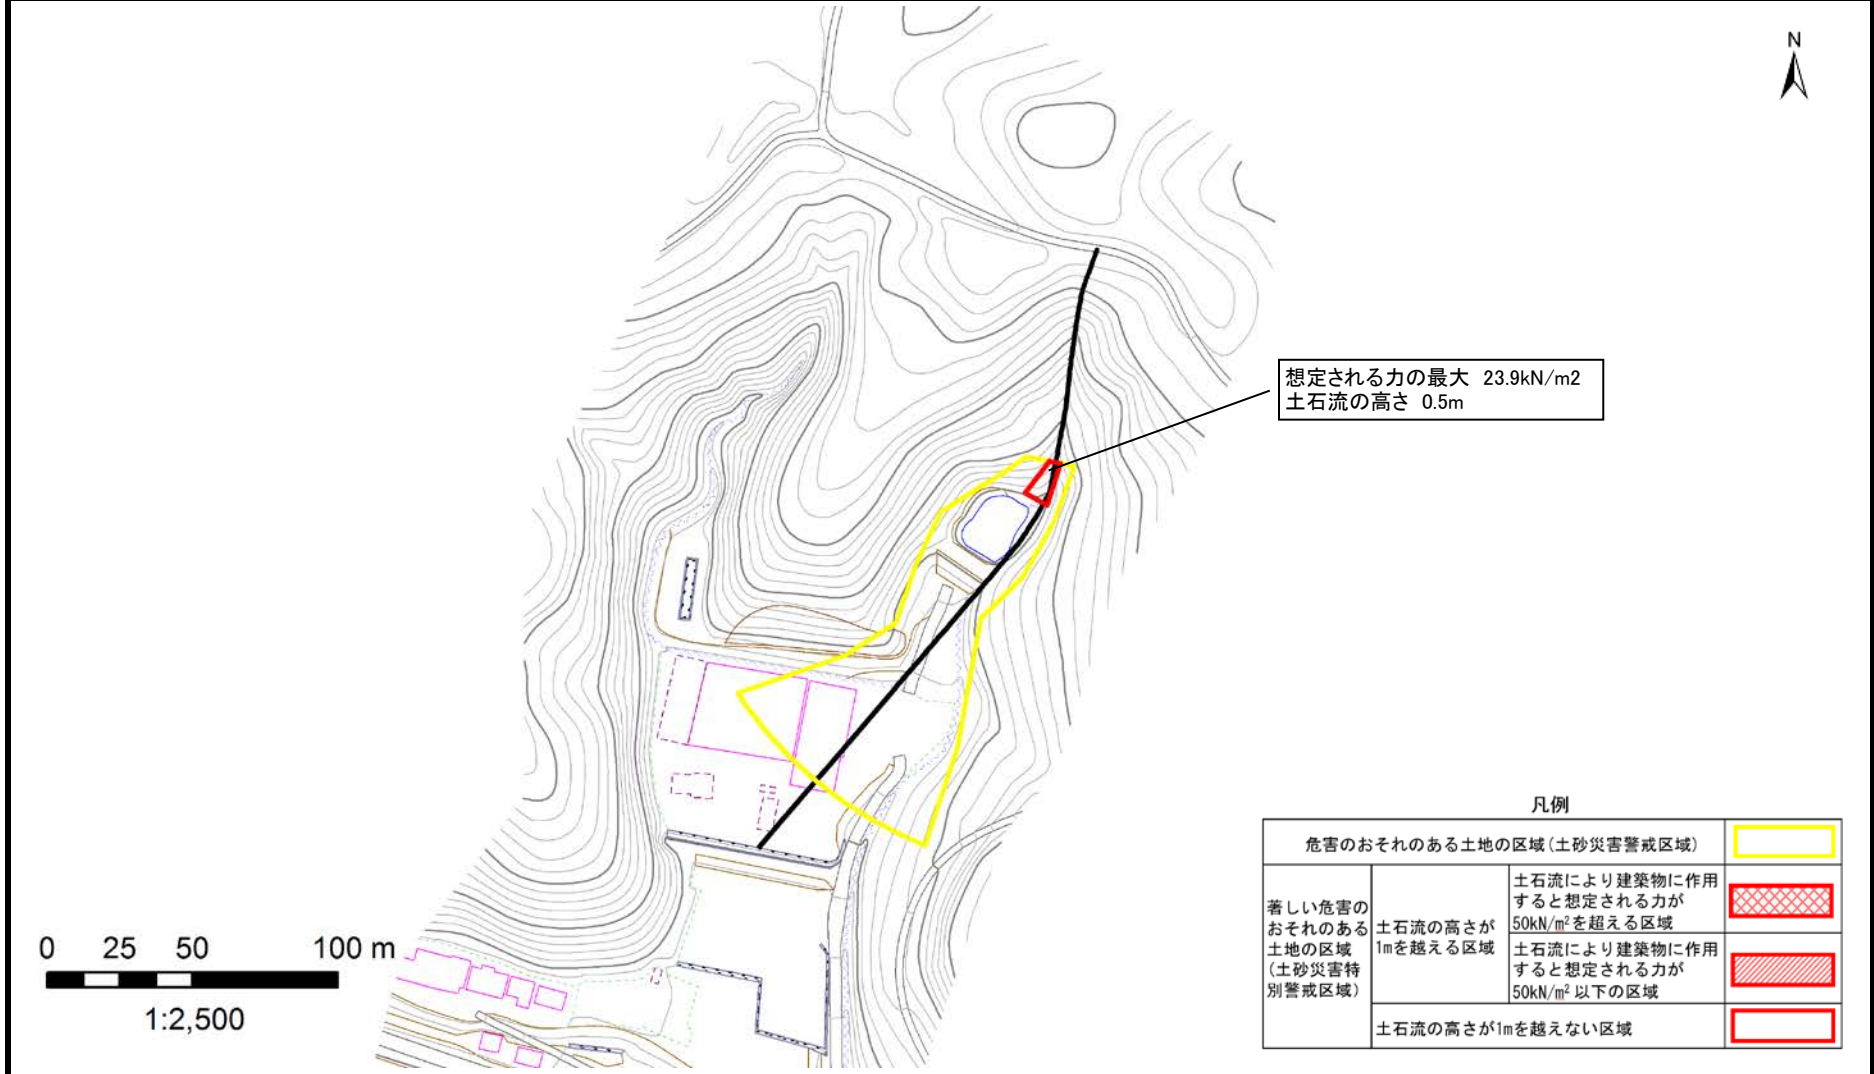 N
想定される力の最大 23.9kN/m2
土石流の高さ 0.5m
凡例
危害のおそれのある土地の区域(土砂災害警戒区域)
著しい危害の
おそれのある
土地の区域
(土砂災害特
別警戒区域)
土石流の高さが
1mを越える区域
土石流により建築物に作用
すると想定される力が
50kN/m²を超える区域
土石流により建築物に作用
すると想定される力が
50kN/m²以下の区域
土石流の高さが1mを越えない区域
0 25 50 100 m
1:2,500